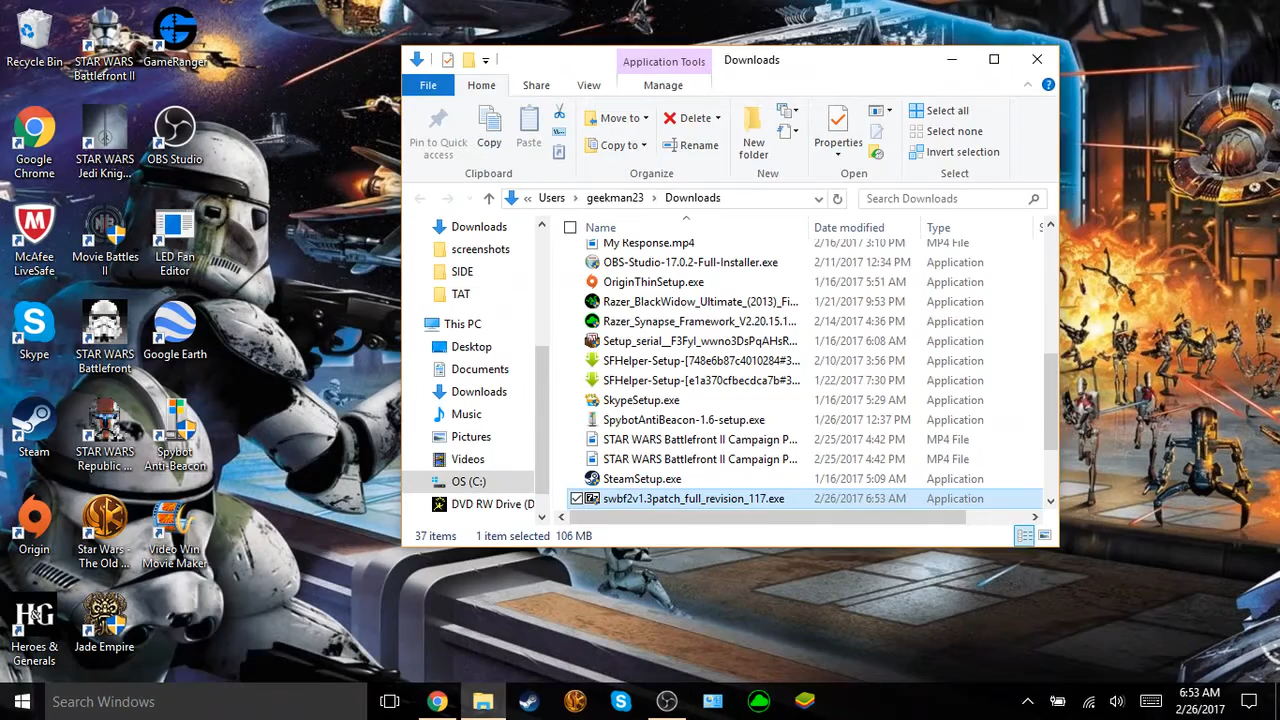 Recycle Bin
STAR WARS
Battlefront II
GameRanger
Google
Chrome
STAR WARS
Jedi Knig...
OBS Studio
McAfee
LiveSafe
Movie Battles
II
LED Fan
Editor
Skype
STAR WARS
Battlefront
Google Earth
Steam
STAR WARS
Republic ...
Spybot
Anti-Beacon
Origin
Star Wars -
The Old ...
Video Win
Movie Maker
Heroes &
Generals
Jade Empire
Application Tools
Downloads
File
Home
Share
View
Manage
Pin to Quick
access
Copy
Paste
Clipboard
Move to
Copy to
Delete
Rename
Organize
New
folder
New
Properties
Open
Select all
Select none
Invert selection
Select
« Users > geekman23 > Downloads
Search Downloads
Downloads
screenshots
SIDE
TAT
This PC
Desktop
Documents
Downloads
Music
Pictures
Videos
OS (C:)
DVD RW Drive (D
Name Date modified Type S
My Response.mp4 2/16/2017 3:10 PM MP4 File
OBS-Studio-17.0.2-Full-Installer.exe 2/11/2017 12:34 PM Application
OriginThinSetup.exe 1/16/2017 5:51 AM Application
Razer_BlackWidow_Ultimate_(2013)_Fi... 1/21/2017 9:53 PM Application
Razer_Synapse_Framework_V2.20.15.1... 2/14/2017 4:36 PM Application
Setup_serial__F3Fyl_wwno3DsPqAHsR... 1/16/2017 6:08 AM Application
SFHelper-Setup-[748e6b87c4010284#3... 2/10/2017 3:56 PM Application
SFHelper-Setup-[e1a370cfbecdca7b#3... 1/22/2017 7:30 PM Application
SkypeSetup.exe 1/16/2017 5:29 AM Application
SpybotAntiBeacon-1.6-setup.exe 1/26/2017 12:37 PM Application
STAR WARS Battlefront II Campaign P... 2/25/2017 4:42 PM MP4 File
STAR WARS Battlefront II Campaign P... 2/25/2017 4:42 PM MP4 File
SteamSetup.exe 1/16/2017 5:09 AM Application
swbf2v1.3patch_full_revision_117.exe 2/26/2017 6:53 AM Application
37 items 1 item selected 106 MB
Search Windows
6:53 AM
2/26/2017